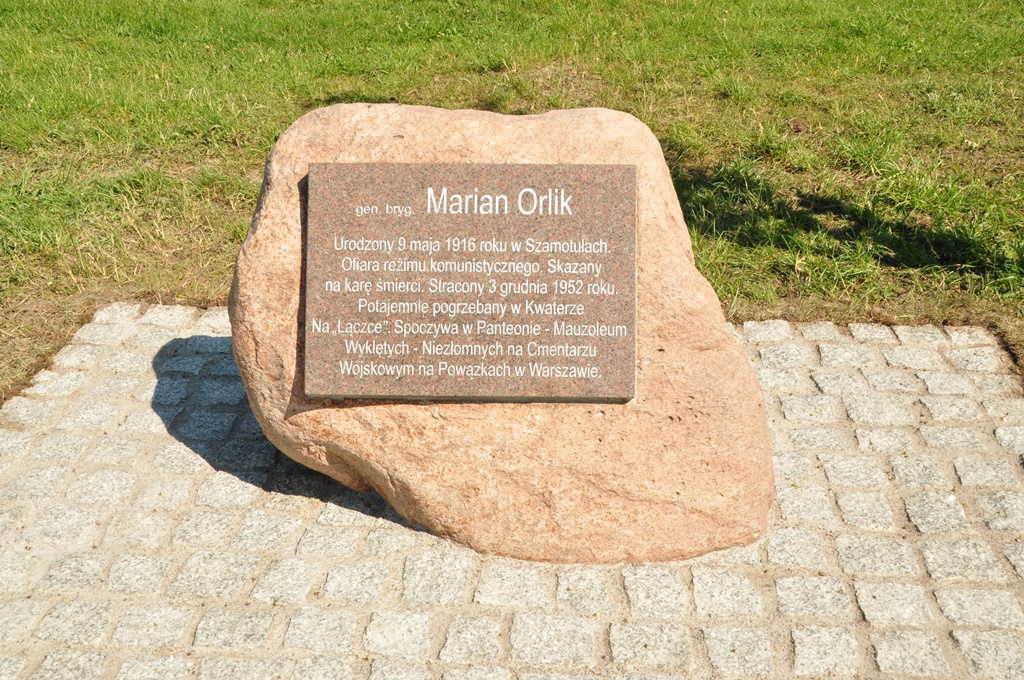 gen. bryg. Marian Orlik
Urodzony 9 maja 1916 roku w Szamotułach.
Ofiara reżimu komunistycznego. Skazany
na karę śmierci. Stracony 3 grudnia 1952 roku.
Potajemnie pogrzebany w Kwaterze
Na „Łączce”. Spoczywa w Panteonie - Mauzoleum
Wyklętych - Niezłomnych na Cmentarzu
Wojskowym na Powązkach w Warszawie.